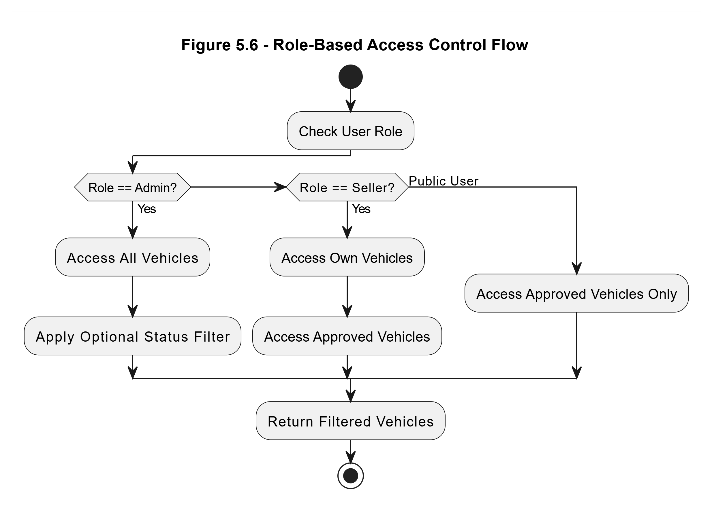 Figure 5.6 - Role-Based Access Control Flow
Check User Role
Role == Admin?
Role == Seller?
Public User
Yes
Yes
Access All Vehicles
Access Own Vehicles
Access Approved Vehicles Only
Apply Optional Status Filter
Access Approved Vehicles
Return Filtered Vehicles